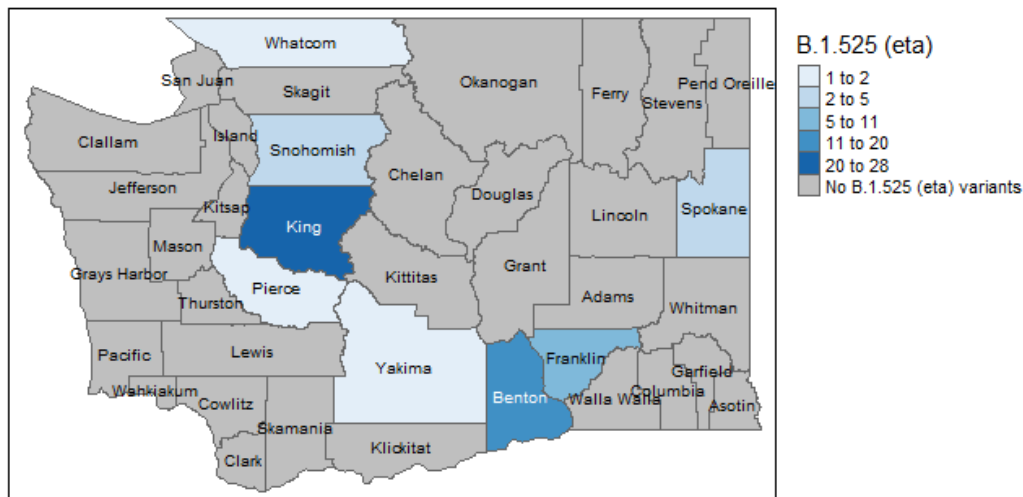 B.1.525 (eta)
1 to 2
2 to 5
5 to 11
11 to 20
20 to 28
No B.1.525 (eta) variants
Whatcom
San Juan
Skagit
Okanogan
Ferry
Stevens
Pend Oreille
Clallam
Island
Snohomish
Chelan
Jefferson
Kitsap
Douglas
Lincoln
Spokane
King
Mason
Grays Harbor
Kittitas
Grant
Pierce
Thurston
Adams
Whitman
Pacific
Lewis
Yakima
Franklin
Wahkiakum
Cowlitz
Benton
Walla Walla
Columbia
Garfield
Asotin
Skamania
Klickitat
Clark